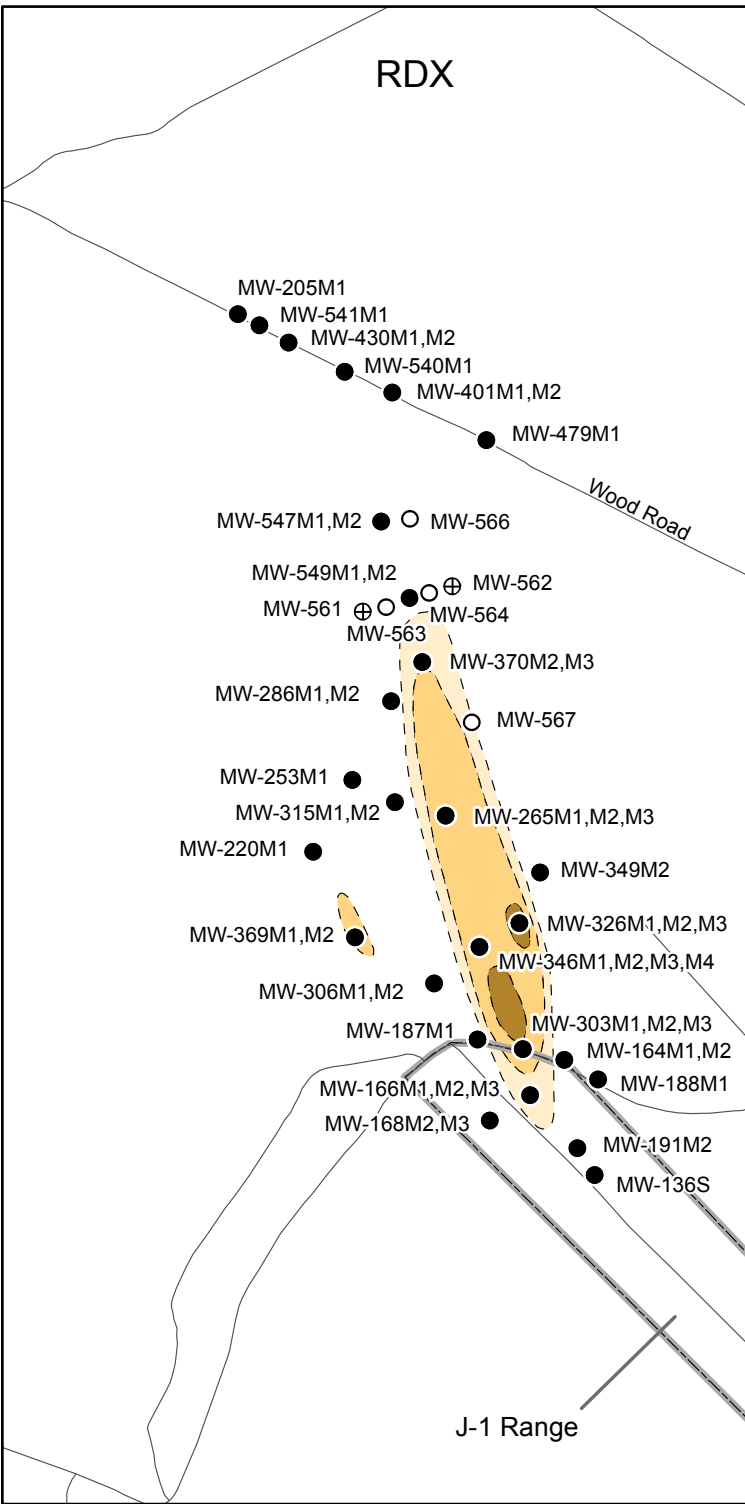 RDX
MW-205M1
MW-541M1
MW-430M1,M2
MW-540M1
MW-401M1,M2
MW-479M1
Wood Road
MW-547M1,M2
MW-566
MW-549M1,M2
MW-562
MW-561
MW-564
MW-563
MW-370M2,M3
MW-286M1,M2
MW-567
MW-253M1
MW-315M1,M2
MW-265M1,M2,M3
MW-220M1
MW-349M2
MW-326M1,M2,M3
MW-369M1,M2
MW-346M1,M2,M3,M4
MW-306M1,M2
MW-303M1,M2,M3
MW-187M1
MW-164M1,M2
MW-188M1
MW-166M1,M2,M3
MW-168M2,M3
MW-191M2
MW-136S
J-1 Range